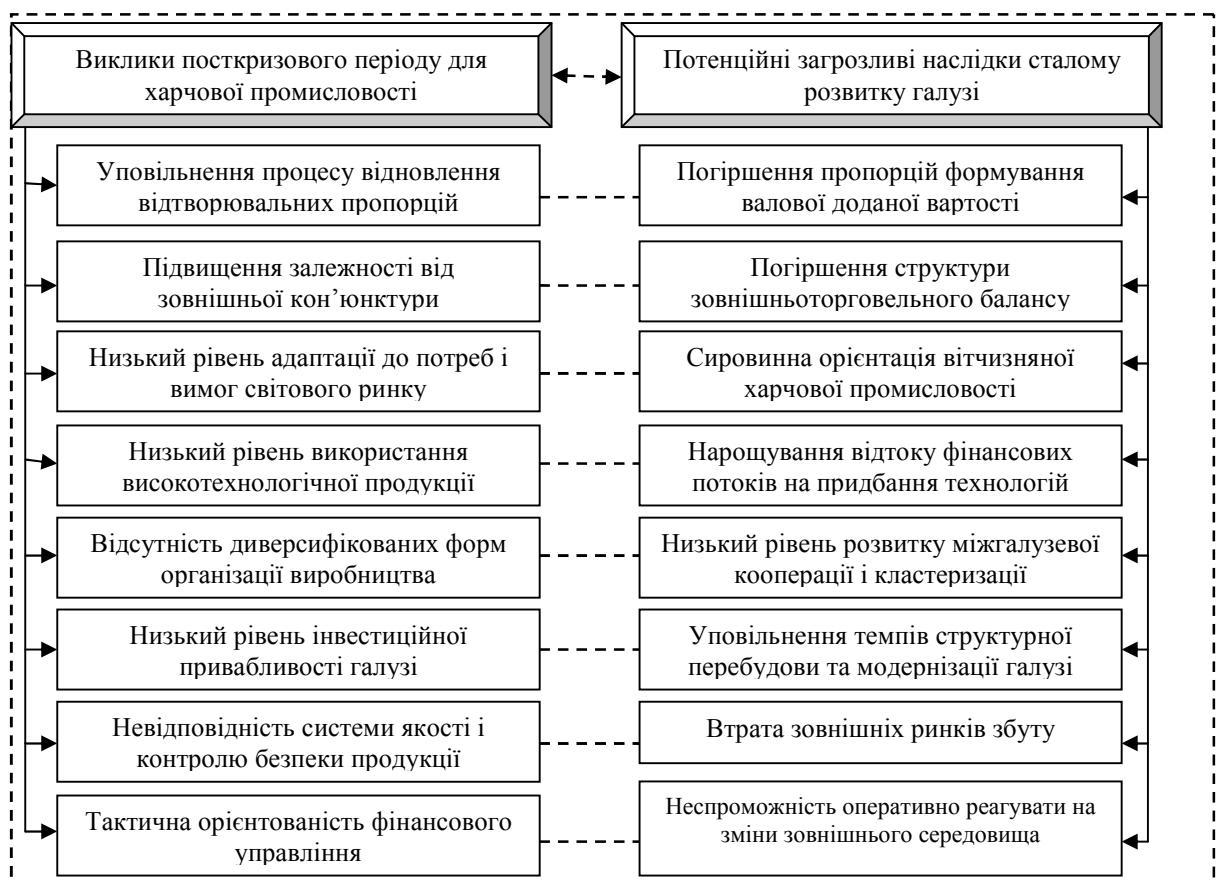 Виклики посткризового періоду для
харчової промисловості
Потенційні загрозливі наслідки сталому
розвитку галузі
Уповільнення процесу відновлення
відтворювальних пропорцій
Погіршення пропорцій формування
валової доданої вартості
Підвищення залежності від
зовнішньої кон’юнктури
Погіршення структури
зовнішньоторговельного балансу
Низький рівень адаптації до потреб і
вимог світового ринку
Сировинна орієнтація вітчизняної
харчової промисловості
Низький рівень використання
високотехнологічної продукції
Нарощування відтоку фінансових
потоків на придбання технологій
Відсутність диверсифікованих форм
організації виробництва
Низький рівень розвитку міжгалузевої
кооперації і кластеризації
Низький рівень інвестиційної
привабливості галузі
Уповільнення темпів структурної
перебудови та модернізації галузі
Невідповідність системи якості і
контролю безпеки продукції
Втрата зовнішніх ринків збуту
Тактична орієнтованість фінансового
управління
Неспроможність оперативно реагувати на
зміни зовнішнього середовища